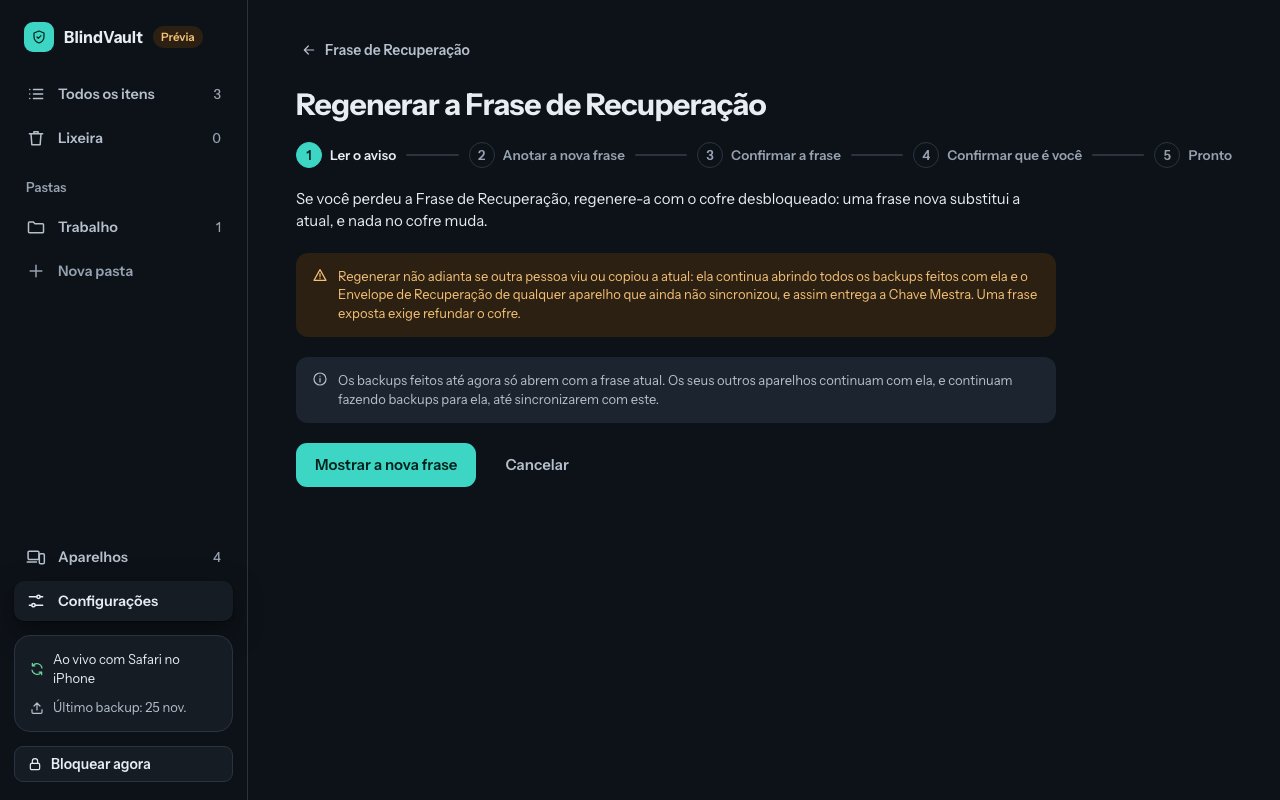 BlindVault Prévia
Todos os itens 3
Lixeira 0
Pastas
Trabalho 1
Nova pasta
Aparelhos 4
Configurações
Ao vivo com Safari no
iPhone
Último backup: 25 nov.
Bloquear agora
Frase de Recuperação
Regenerar a Frase de Recuperação
1 Ler o aviso 2 Anotar a nova frase 3 Confirmar a frase 4 Confirmar que é você 5 Pronto
Se você perdeu a Frase de Recuperação, regenere-a com o cofre desbloqueado: uma frase nova substitui a
atual, e nada no cofre muda.
Regenerar não adianta se outra pessoa viu ou copiou a atual: ela continua abrindo todos os backups feitos com ela e o
Envelope de Recuperação de qualquer aparelho que ainda não sincronizou, e assim entrega a Chave Mestra. Uma frase
exposta exige refundar o cofre.
Os backups feitos até agora só abrem com a frase atual. Os seus outros aparelhos continuam com ela, e continuam
fazendo backups para ela, até sincronizarem com este.
Mostrar a nova frase Cancelar